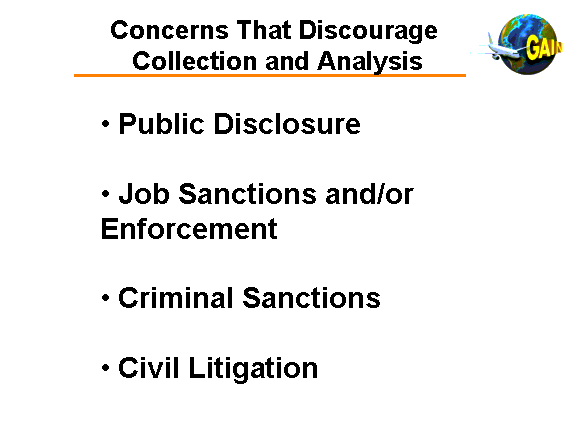 Concerns That Discourage
Collection and Analysis
GAIN
• Public Disclosure
• Job Sanctions and/or
Enforcement
• Criminal Sanctions
• Civil Litigation